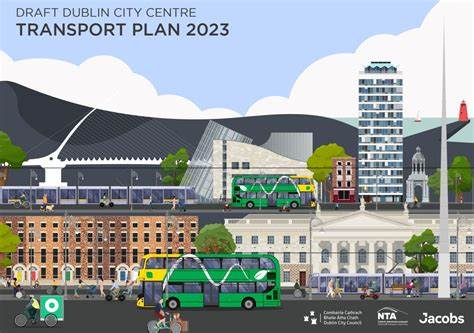 DRAFT DUBLIN CITY CENTRE
TRANSPORT PLAN 2023
Comhairle Cathrach
Bhaile Átha Cliath
Dublin City Council
NTA
Jacobs